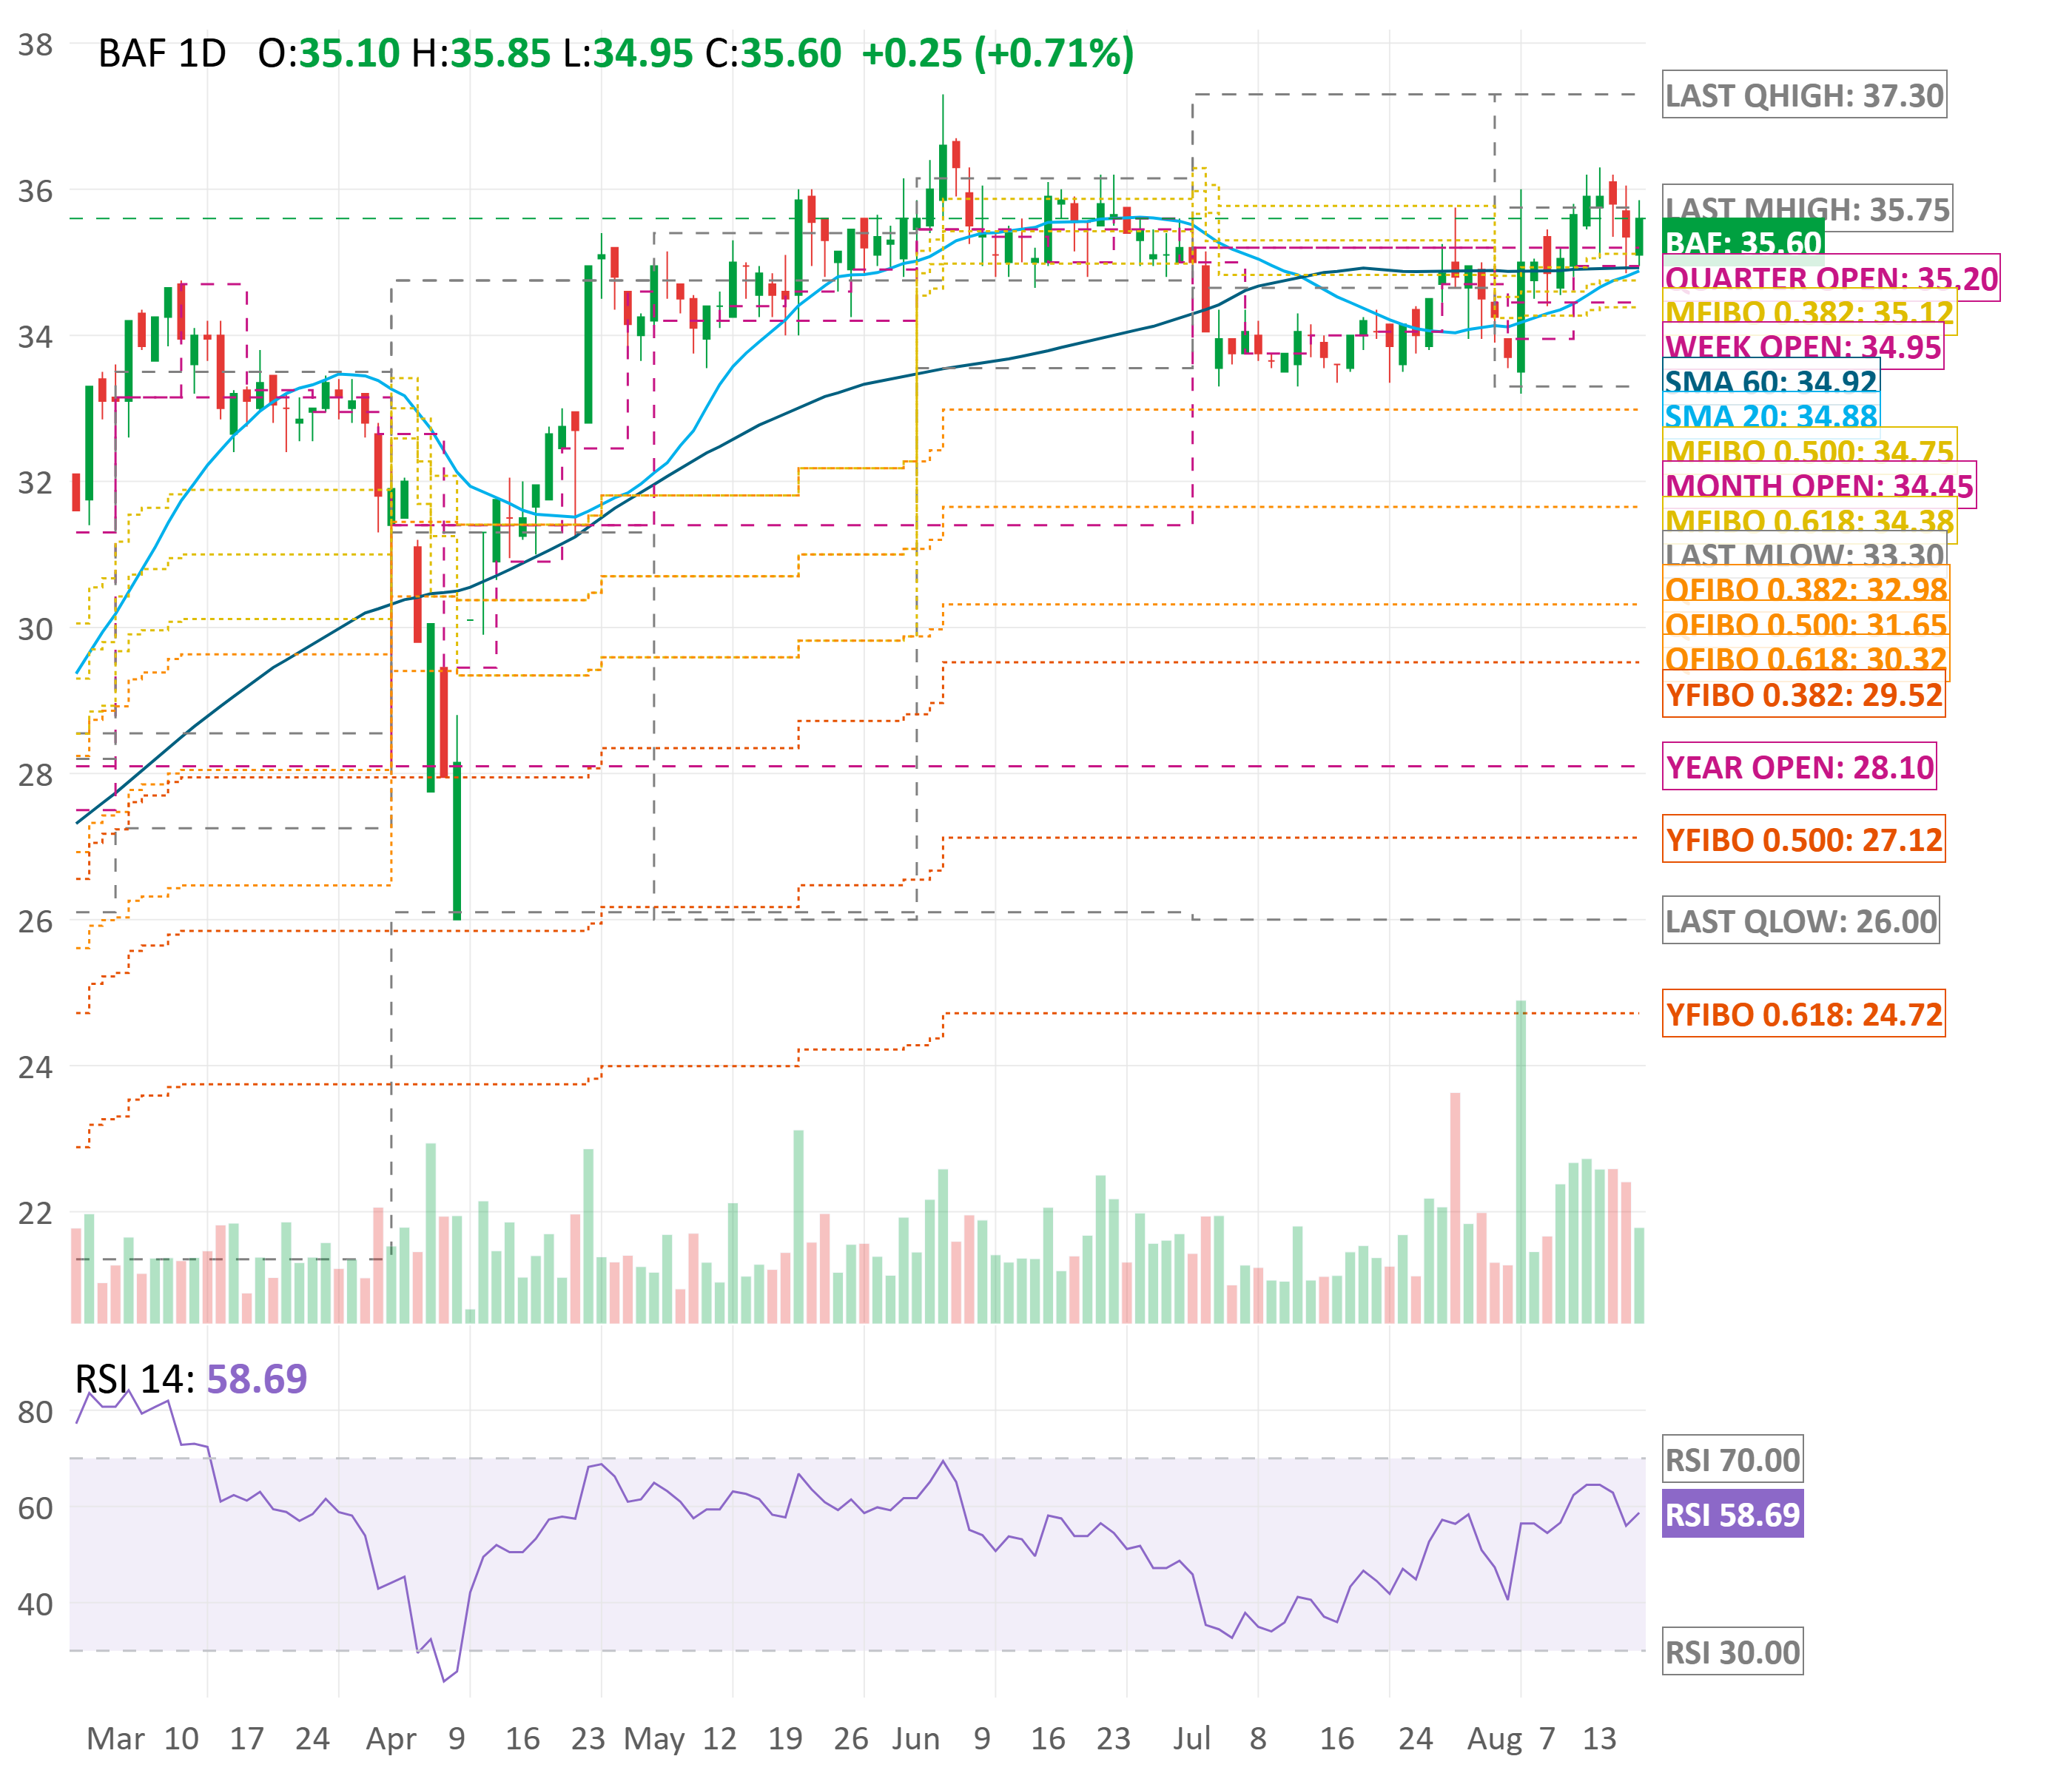 BAF 1D O:35.10 H:35.85 L:34.95 C:35.60 +0.25 (+0.71%)
38
36
34
32
30
28
26
24
22
LAST QHIGH: 37.30
LAST MHIGH: 35.75
BAF: 35.60
QUARTER OPEN: 35.20
MFIBO 0.382: 35.12
WEEK OPEN: 34.95
SMA 60: 34.92
SMA 20: 34.88
MFIBO 0.500: 34.75
MONTH OPEN: 34.45
MFIBO 0.618: 34.38
LAST MLOW: 33.30
QFIBO 0.382: 32.98
QFIBO 0.500: 31.65
QFIBO 0.618: 30.32
YFIBO 0.382: 29.52
YEAR OPEN: 28.10
YFIBO 0.500: 27.12
LAST QLOW: 26.00
YFIBO 0.618: 24.72
RSI 14: 58.69
80
60
40
RSI 70.00
RSI 58.69
RSI 30.00
Mar 10 17 24 Apr 9 16 23 May 12 19 26 Jun 9 16 23 Jul 8 16 24 Aug 7 13